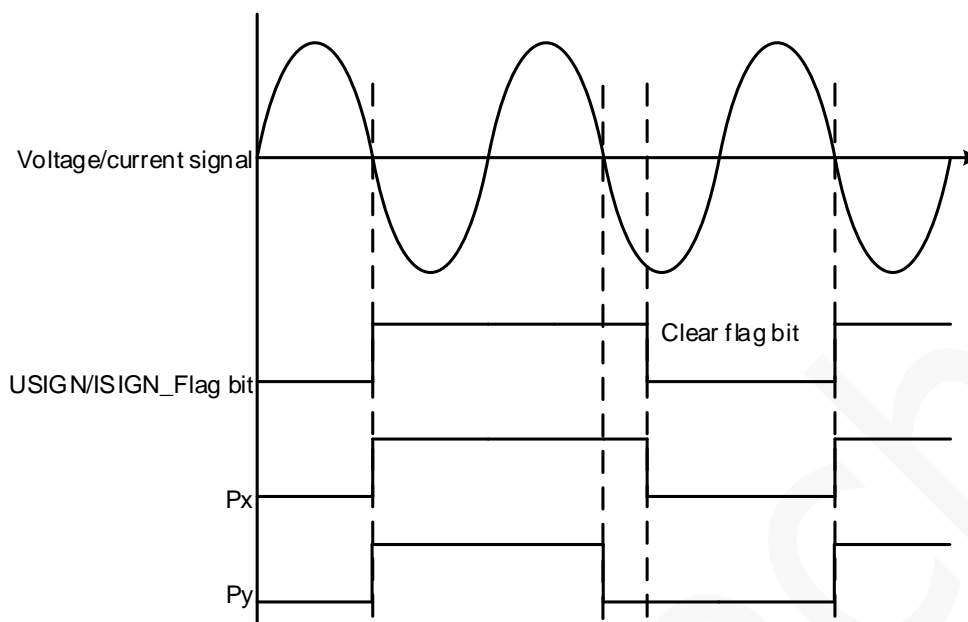 Voltage/current signal
Clear flag bit
USIGN/ISIGN_Flag bit
Px
Py